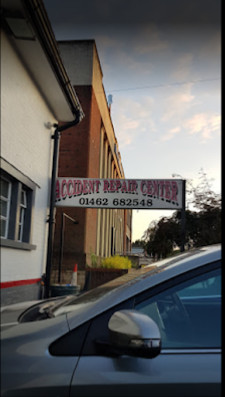 ACCIDENT REPAIR CENTER
01462 682548